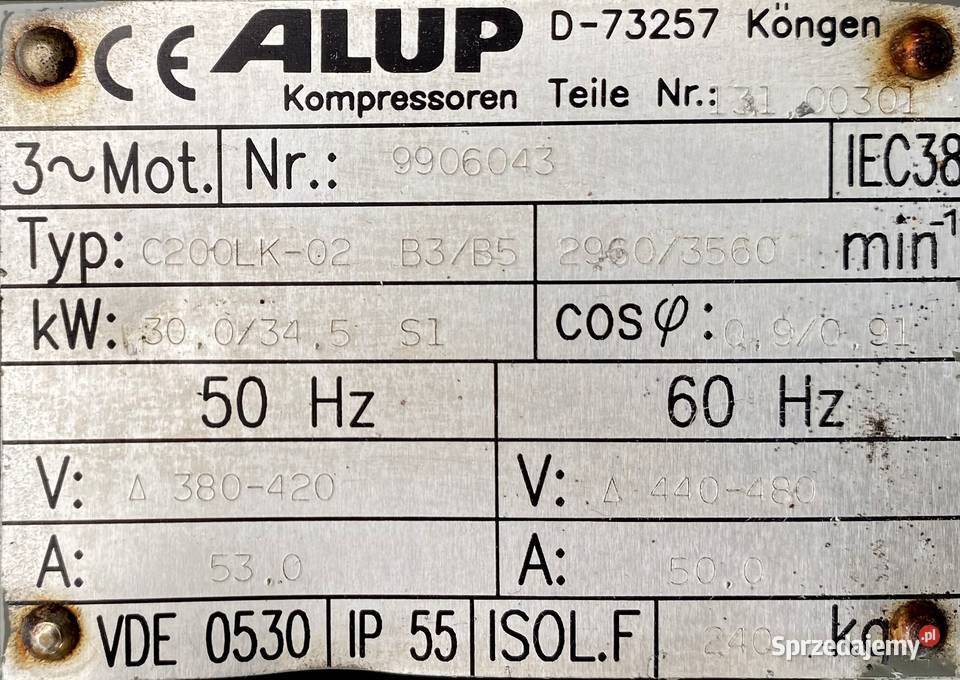 CE ALUP D-73257 Köngen
Kompressoren Teile Nr.: 131.00301
3~Mot. Nr.: 9906043 IEC38
Typ: C200LK-02 B3/B5 2960/3560 min⁻¹
kW: 30.0/34.5 S1 cosφ: 0.9/0.91
50 Hz 60 Hz
V: Δ 380-420 V: Δ 440-480
A: 53.0 A: 50.0
VDE 0530 IP 55 ISOL.F 240 kg
Sprzedajemy.pl